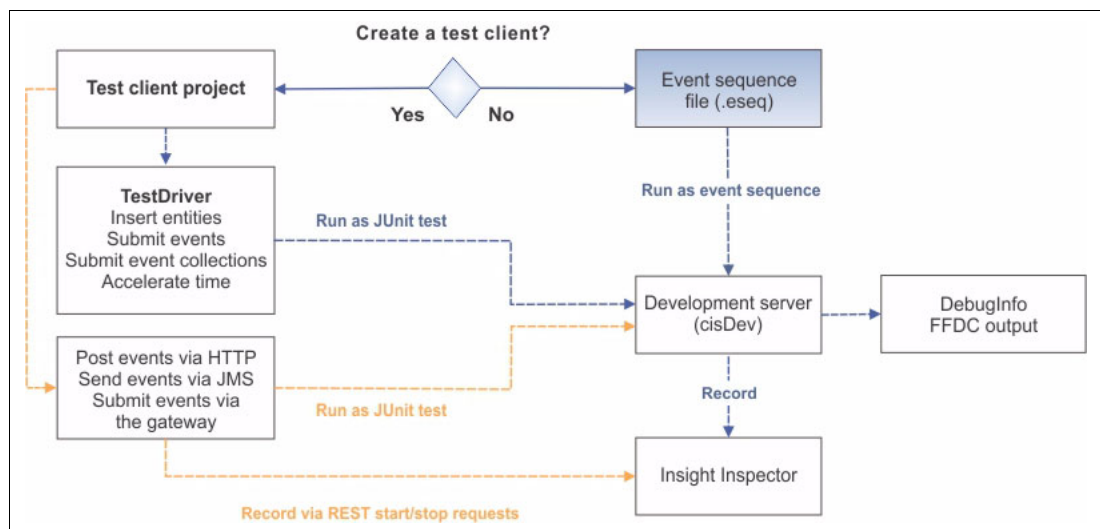 Create a test client?
Test client project
Yes
No
Event sequence
file (.eseq)
TestDriver
Insert entities
Submit events
Submit event collections
Accelerate time
Run as JUnit test
Run as event sequence
Development server
(cisDev)
DebugInfo
FFDC output
Post events via HTTP
Send events via JMS
Submit events via
the gateway
Run as JUnit test
Record
Insight Inspector
Record via REST start/stop requests